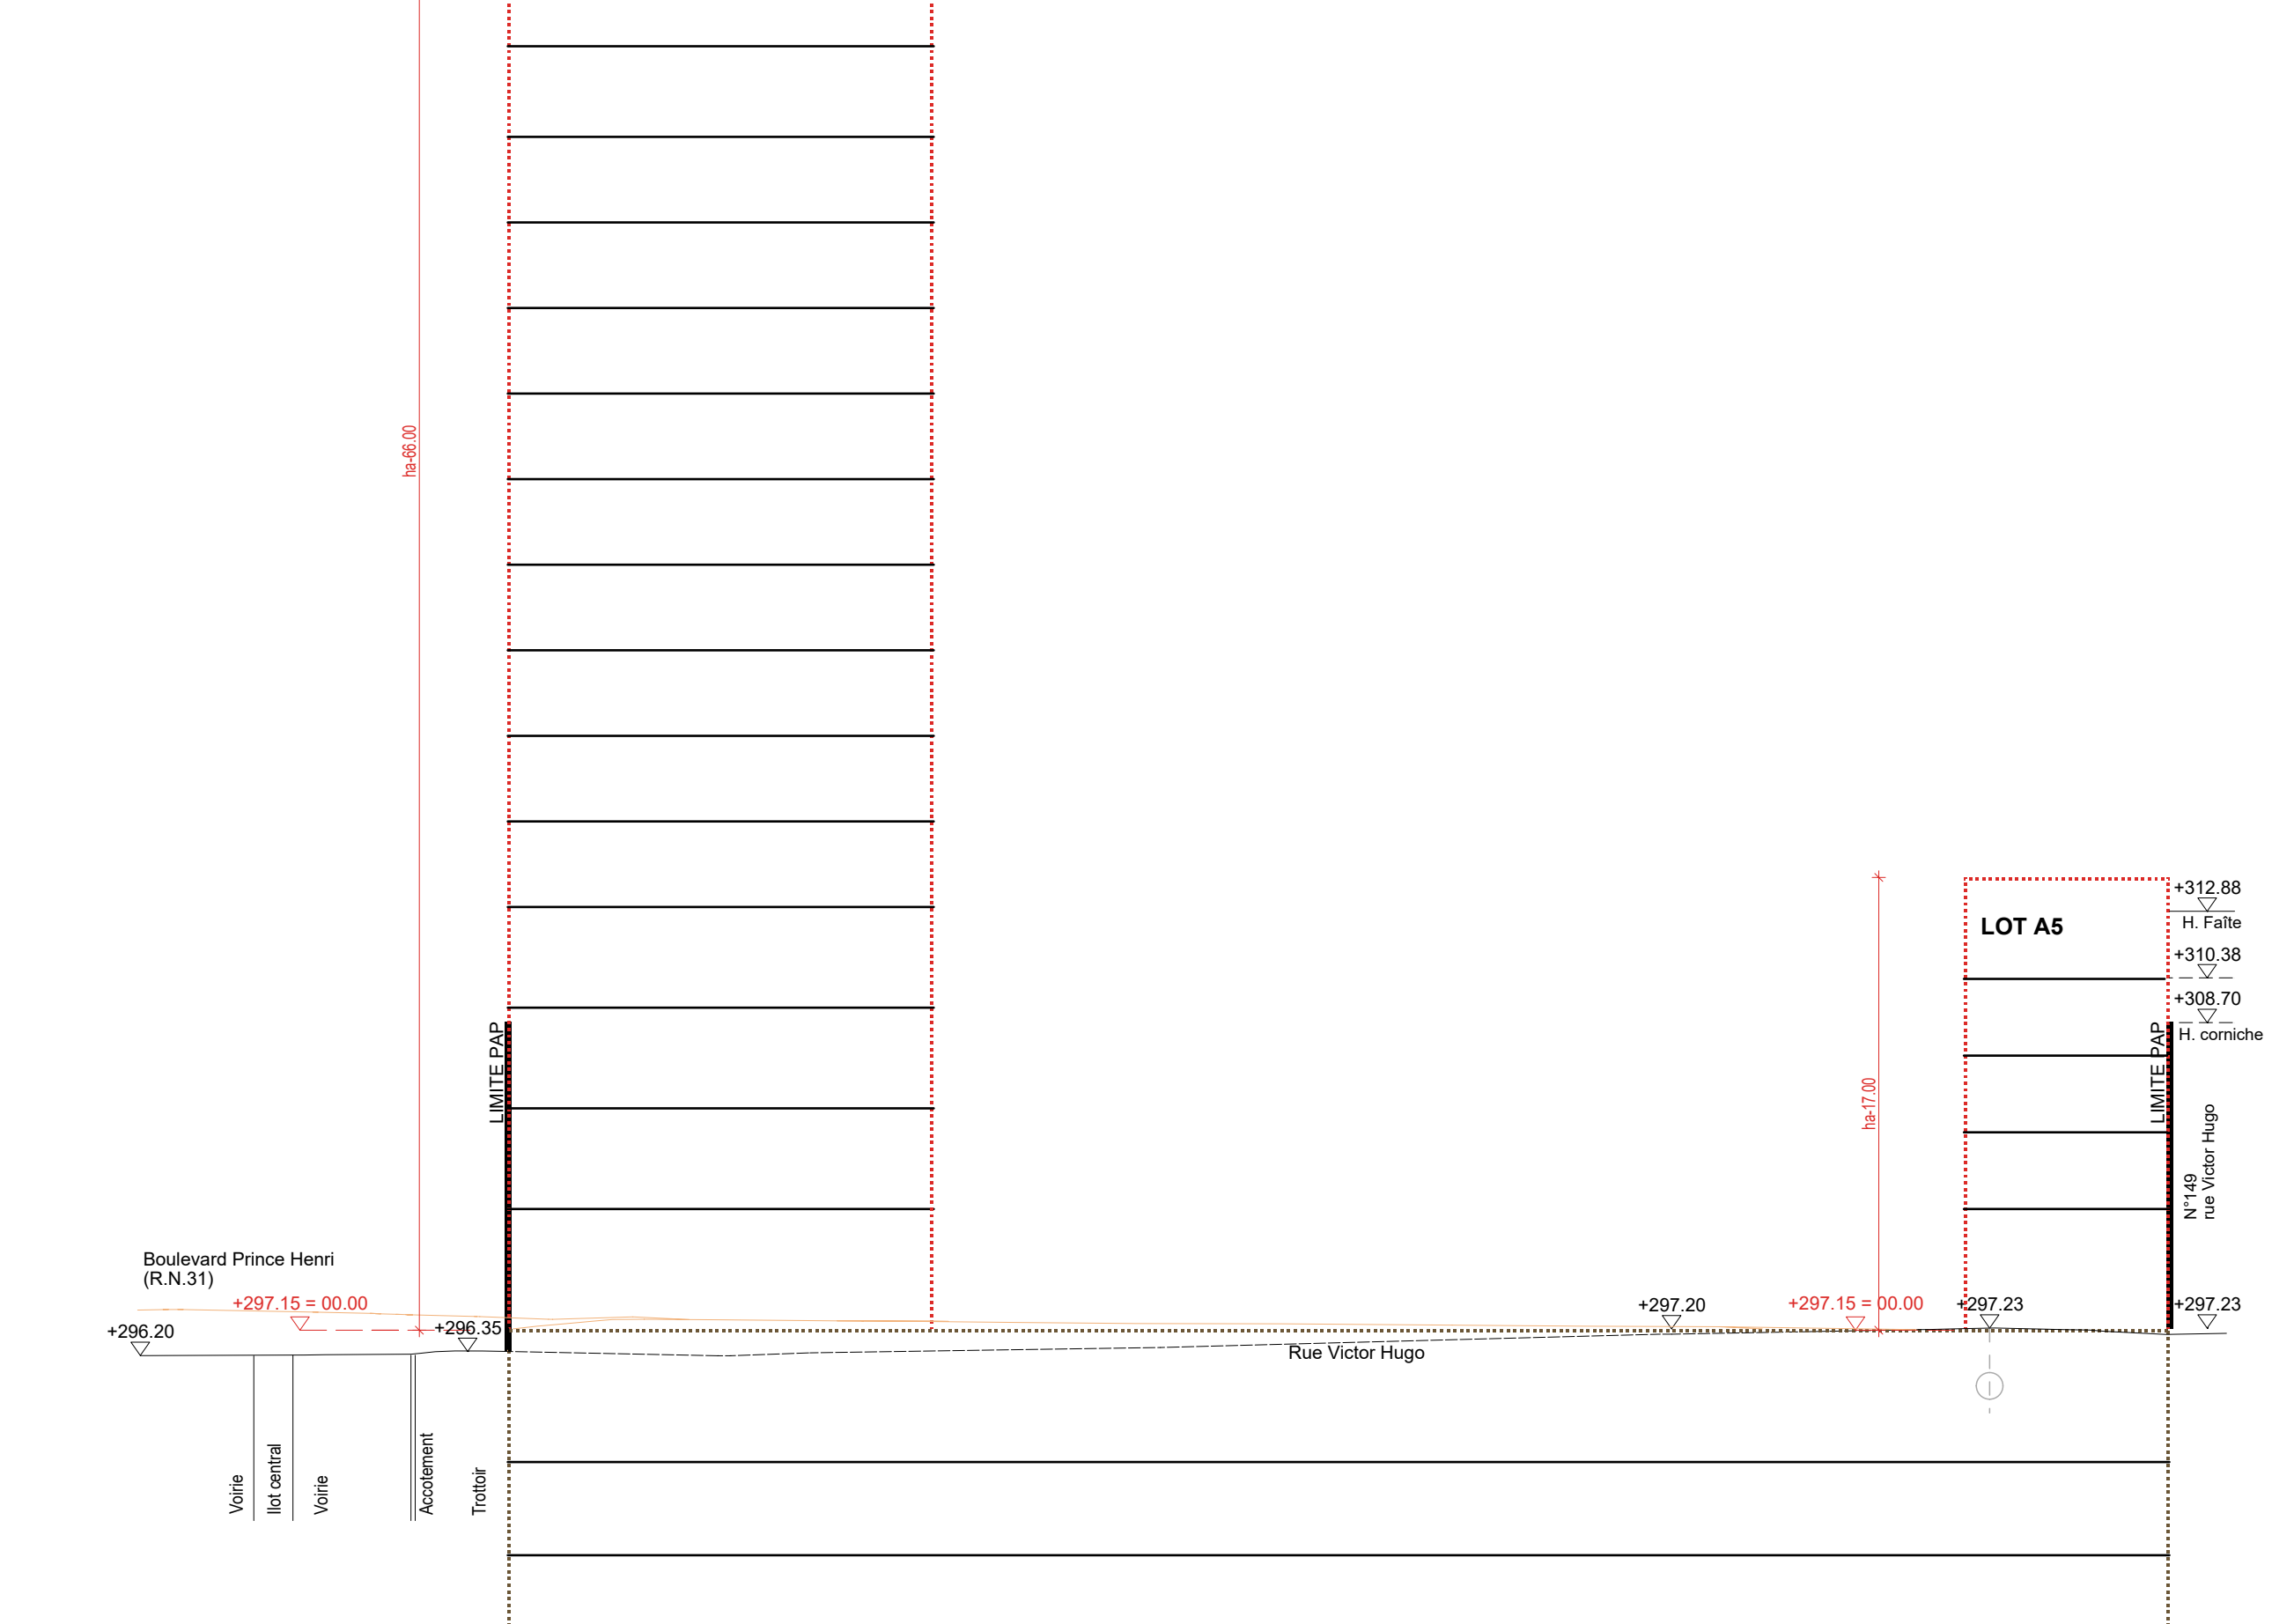 ha-66.00
+312.88
H. Faîte
LOT A5
+310.38
+308.70
H. corniche
LIMITE PAP
LIMITE PAP
ha-17.00
N°149
rue Victor Hugo
Boulevard Prince Henri
(R.N.31)
+297.15 = 00.00
+296.20
+296.35
+297.20
+297.15 = 00.00
+297.23
+297.23
Rue Victor Hugo
Voirie
Ilot central
Voirie
Accotement
Trottoir